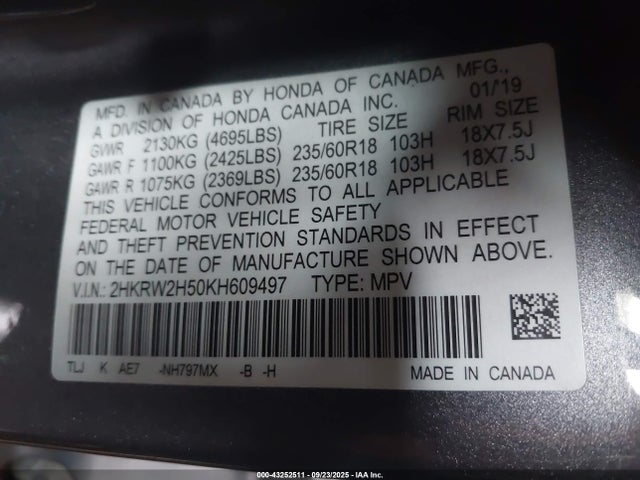 MFD. IN CANADA BY HONDA OF CANADA MFG.,
A DIVISION OF HONDA CANADA INC. 01/'19
GVWR 2130KG (4695LBS) TIRE SIZE RIM SIZE
GAWR F 1100KG (2425LBS) 235/60R18 103H 18X7.5J
GAWR R 1075KG (2369LBS) 235/60R18 103H 18X7.5J
THIS VEHICLE CONFORMS TO ALL APPLICABLE
FEDERAL MOTOR VEHICLE SAFETY
AND THEFT PREVENTION STANDARDS IN EFFECT
ON THE DATE OF MANUFACTURE SHOWN ABOVE.
V.I.N.: 2HKRW2H50KH609497 TYPE: MPV
TLJ K AE7 -NH797MX -B -H MADE IN CANADA
000-43252511 - 09/23/2025 - IAA Inc.